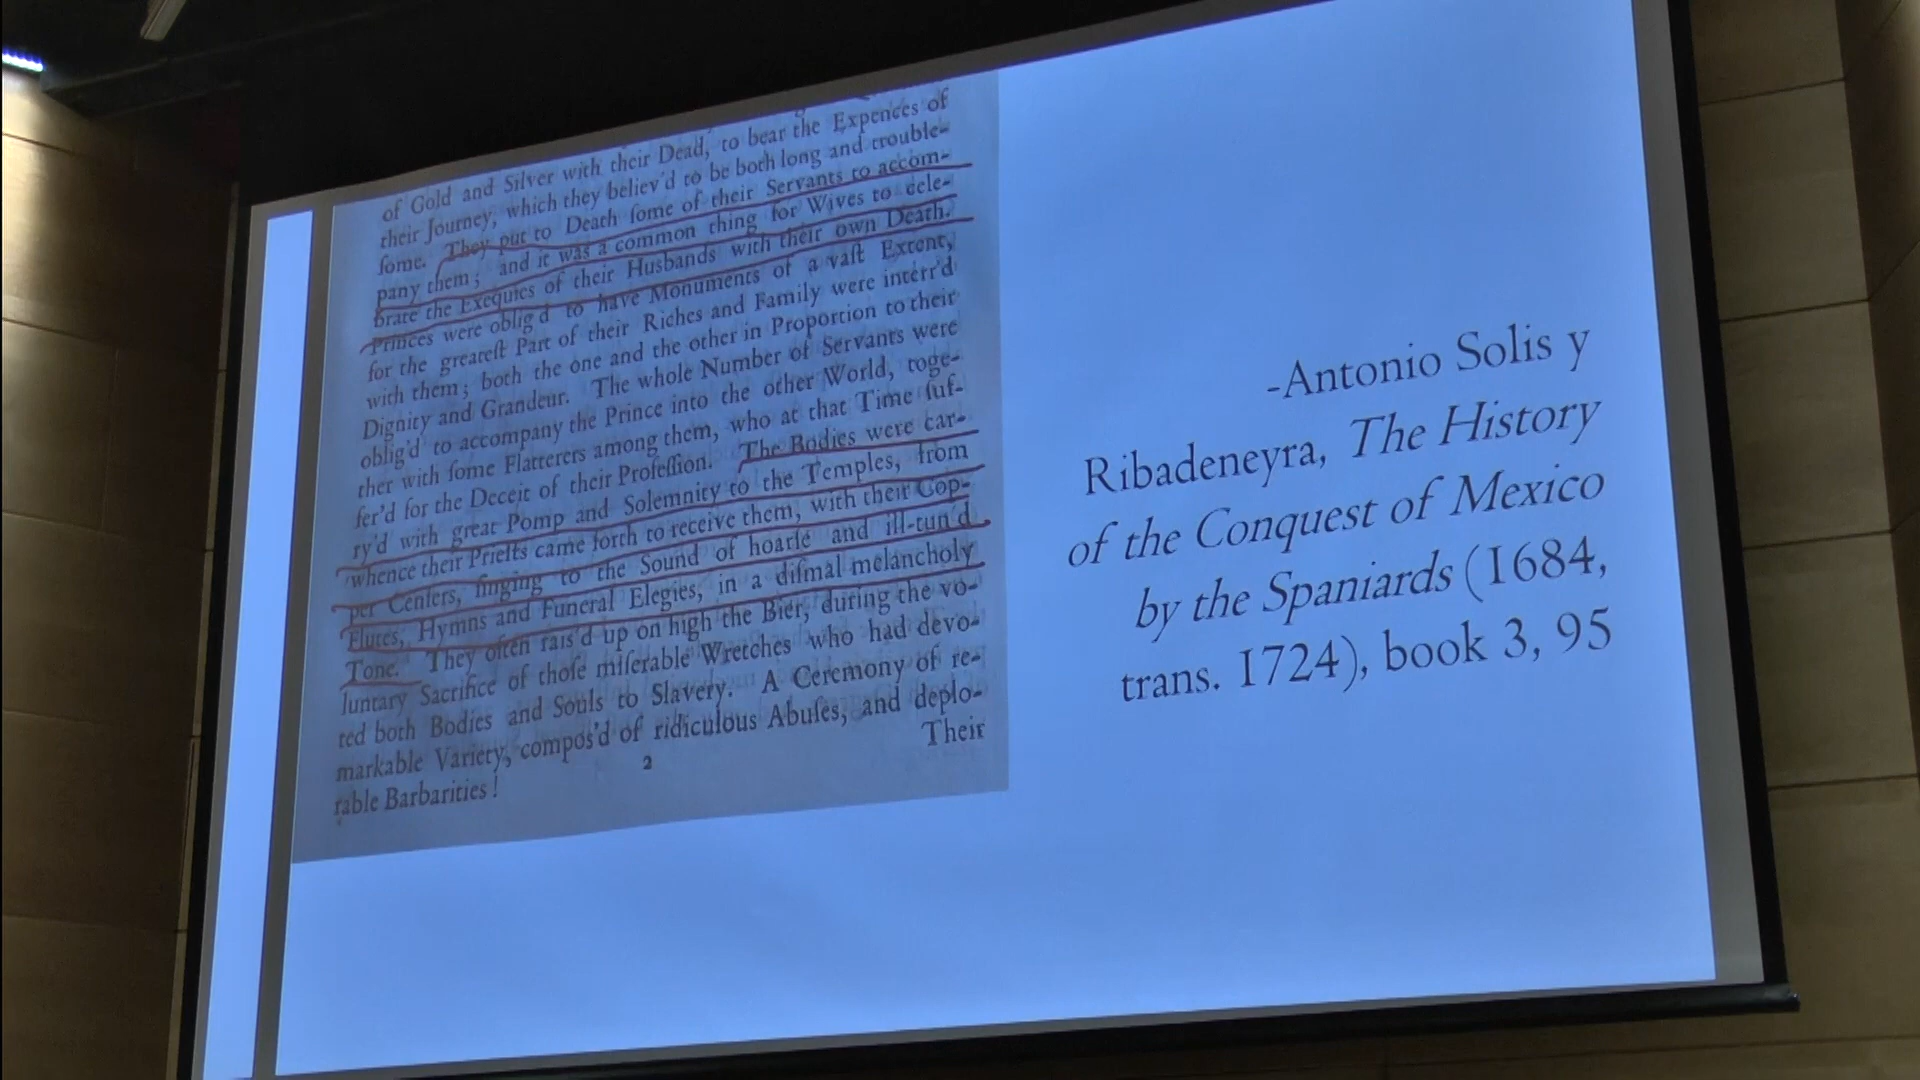 of Gold and Silver with their Dead, to bear the Expences of
their Journey, which they believ'd to be both long and trouble-
ſome. They put to Death ſome of their Servants to accom-
pany them; and it was a common thing for Wives to cele-
brate the Exequies of their Husbands with their own Death.
Princes were oblig'd to have Monuments of a vaſt Extent,
for the greateſt Part of their Riches and Family were interr'd
with them; both the one and the other in Proportion to their
Dignity and Grandeur. The whole Number of Servants were
oblig'd to accompany the Prince into the other World, toge-
ther with ſome Flatterers among them, who at that Time ſuf-
fer'd for the Deceit of their Profeſſion. The Bodies were car-
ry'd with great Pomp and Solemnity to the Temples, from
whence their Prieſts came forth to receive them, with their Cop-
per Cenſers, ſinging to the Sound of hoarſe and ill-tun'd
Flutes, Hymns and Funeral Elegies, in a diſmal melancholy
Tone. They often rais'd up on high the Bier, during the vo-
luntary Sacrifice of thoſe miſerable Wretches who had devo-
ted both Bodies and Souls to Slavery. A Ceremony of re-
markable Variety, compos'd of ridiculous Abuſes, and deplo-
rable Barbarities!
2
Their
-Antonio Solis y
Ribadeneyra, The History
of the Conquest of Mexico
by the Spaniards (1684,
trans. 1724), book 3, 95